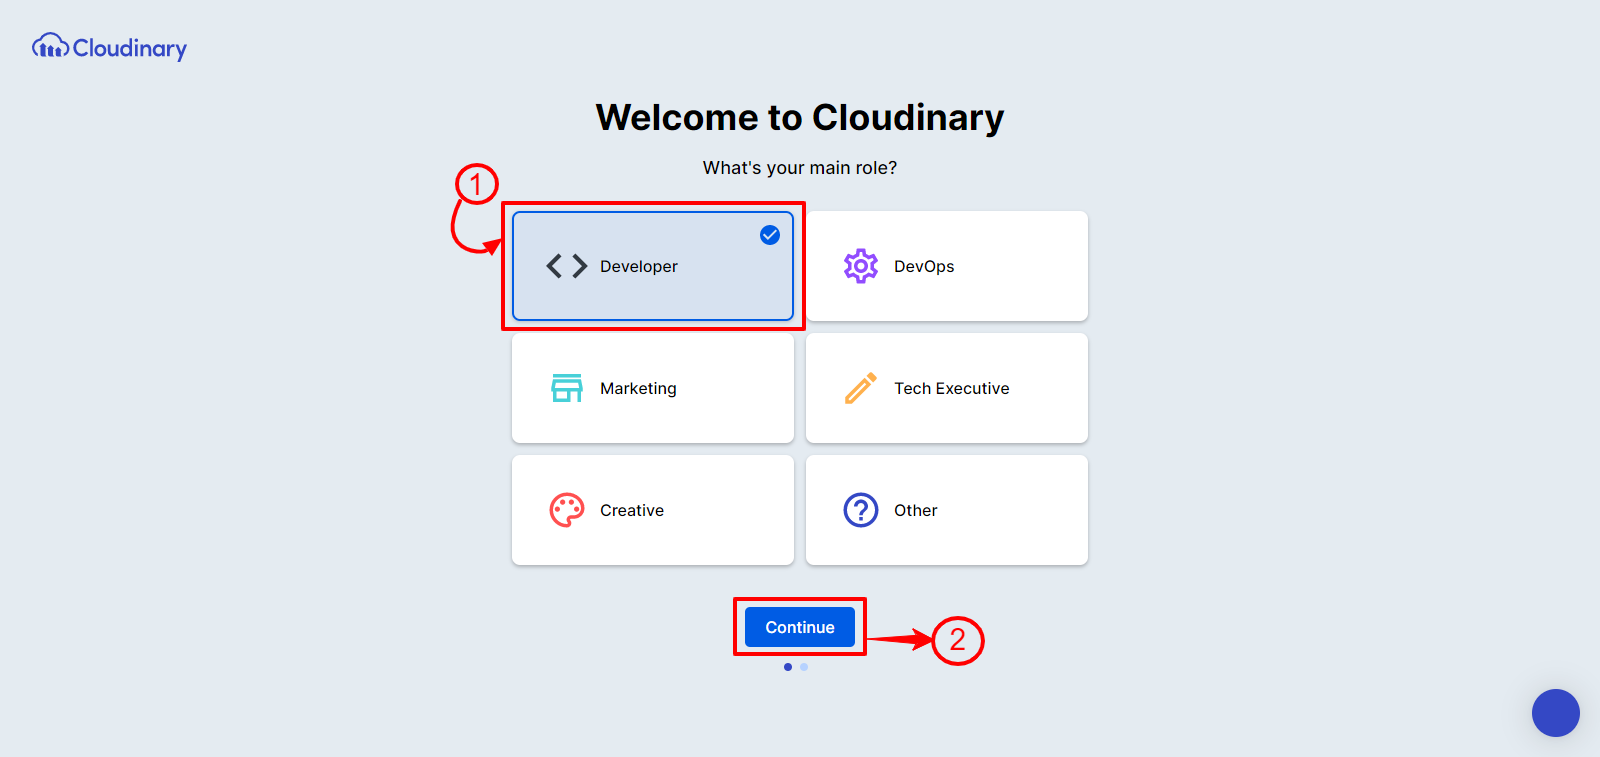 Cloudinary
Welcome to Cloudinary
What's your main role?
1
Developer
DevOps
Marketing
Tech Executive
Creative
Other
Continue
2